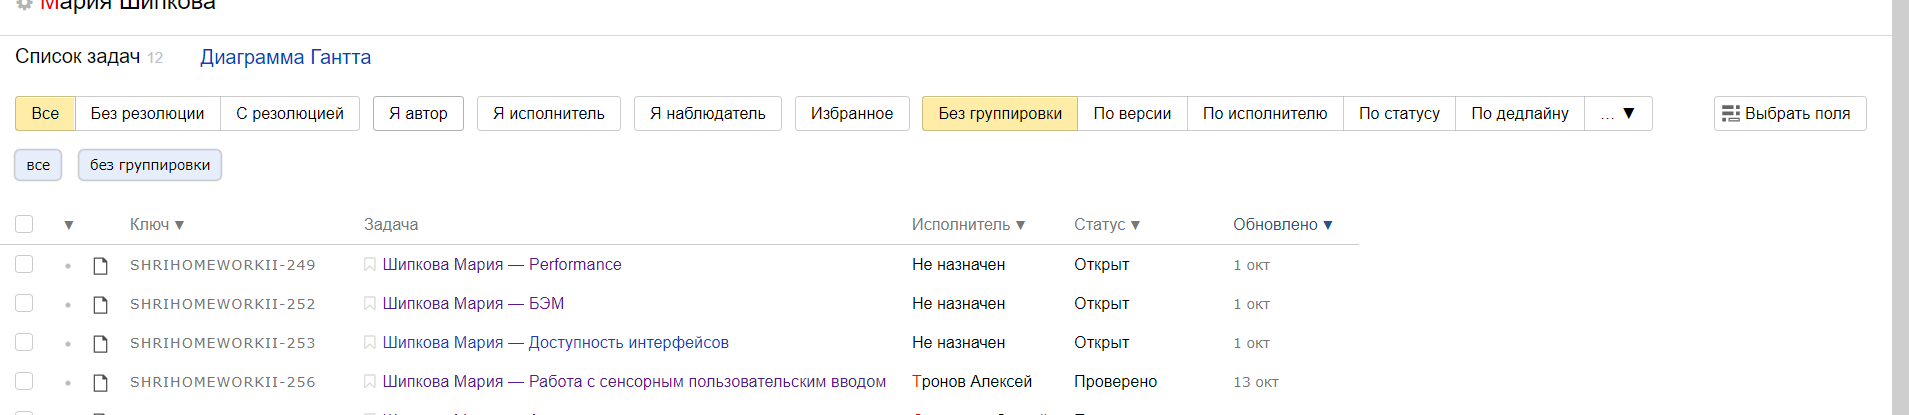 Мария Шипкова
Список задач 12 Диаграмма Гантта
Все Без резолюции С резолюцией Я автор Я исполнитель Я наблюдатель Избранное Без группировки По версии По исполнителю По статусу По дедлайну ... ▼ Выбрать поля
все без группировки
▼ Ключ ▼ Задача Исполнитель ▼ Статус ▼ Обновлено ▼
SHRIHOMEWORKII-249 Шипкова Мария — Performance Не назначен Открыт 1 окт
SHRIHOMEWORKII-252 Шипкова Мария — БЭМ Не назначен Открыт 1 окт
SHRIHOMEWORKII-253 Шипкова Мария — Доступность интерфейсов Не назначен Открыт 1 окт
SHRIHOMEWORKII-256 Шипкова Мария — Работа с сенсорным пользовательским вводом Тронов Алексей Проверено 13 окт